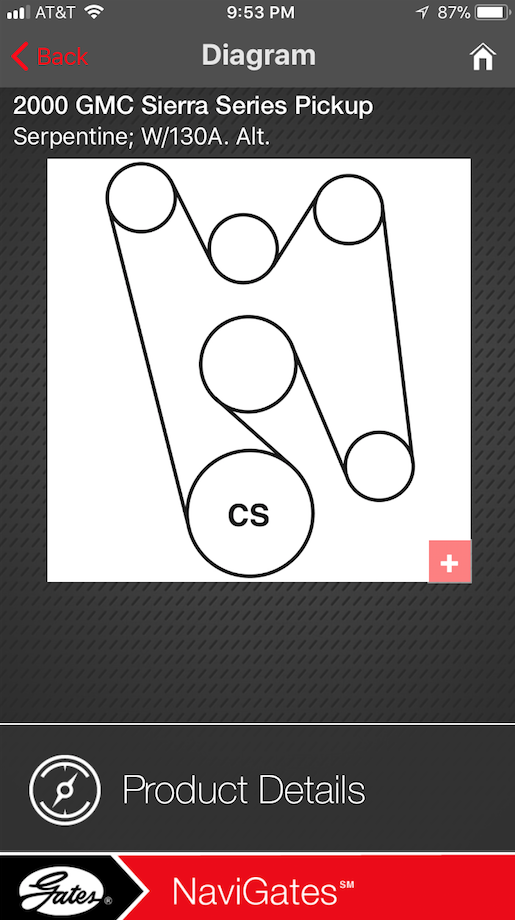 AT&T 9:53 PM 87%
Back Diagram
2000 GMC Sierra Series Pickup
Serpentine; W/130A. Alt.
CS
+
Product Details
Gates® NaviGates℠